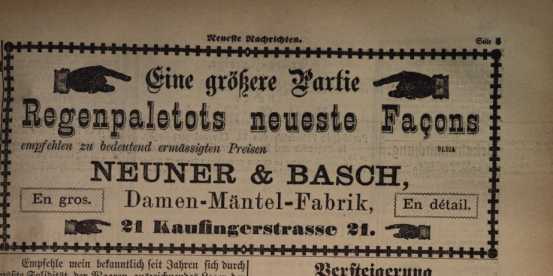 Neueste Nachrichten. Seite
Eine größere Partie
Regenpaletots neueste Façons
empfehlen zu bedeutend ermässigten Preisen
NEUNER & BASCH,
En gros. Damen-Mäntel-Fabrik, En détail.
21 Kaufingerstrasse 21.
Empfehle mein bekanntlich seit Jahren sich durch
Versteigerung